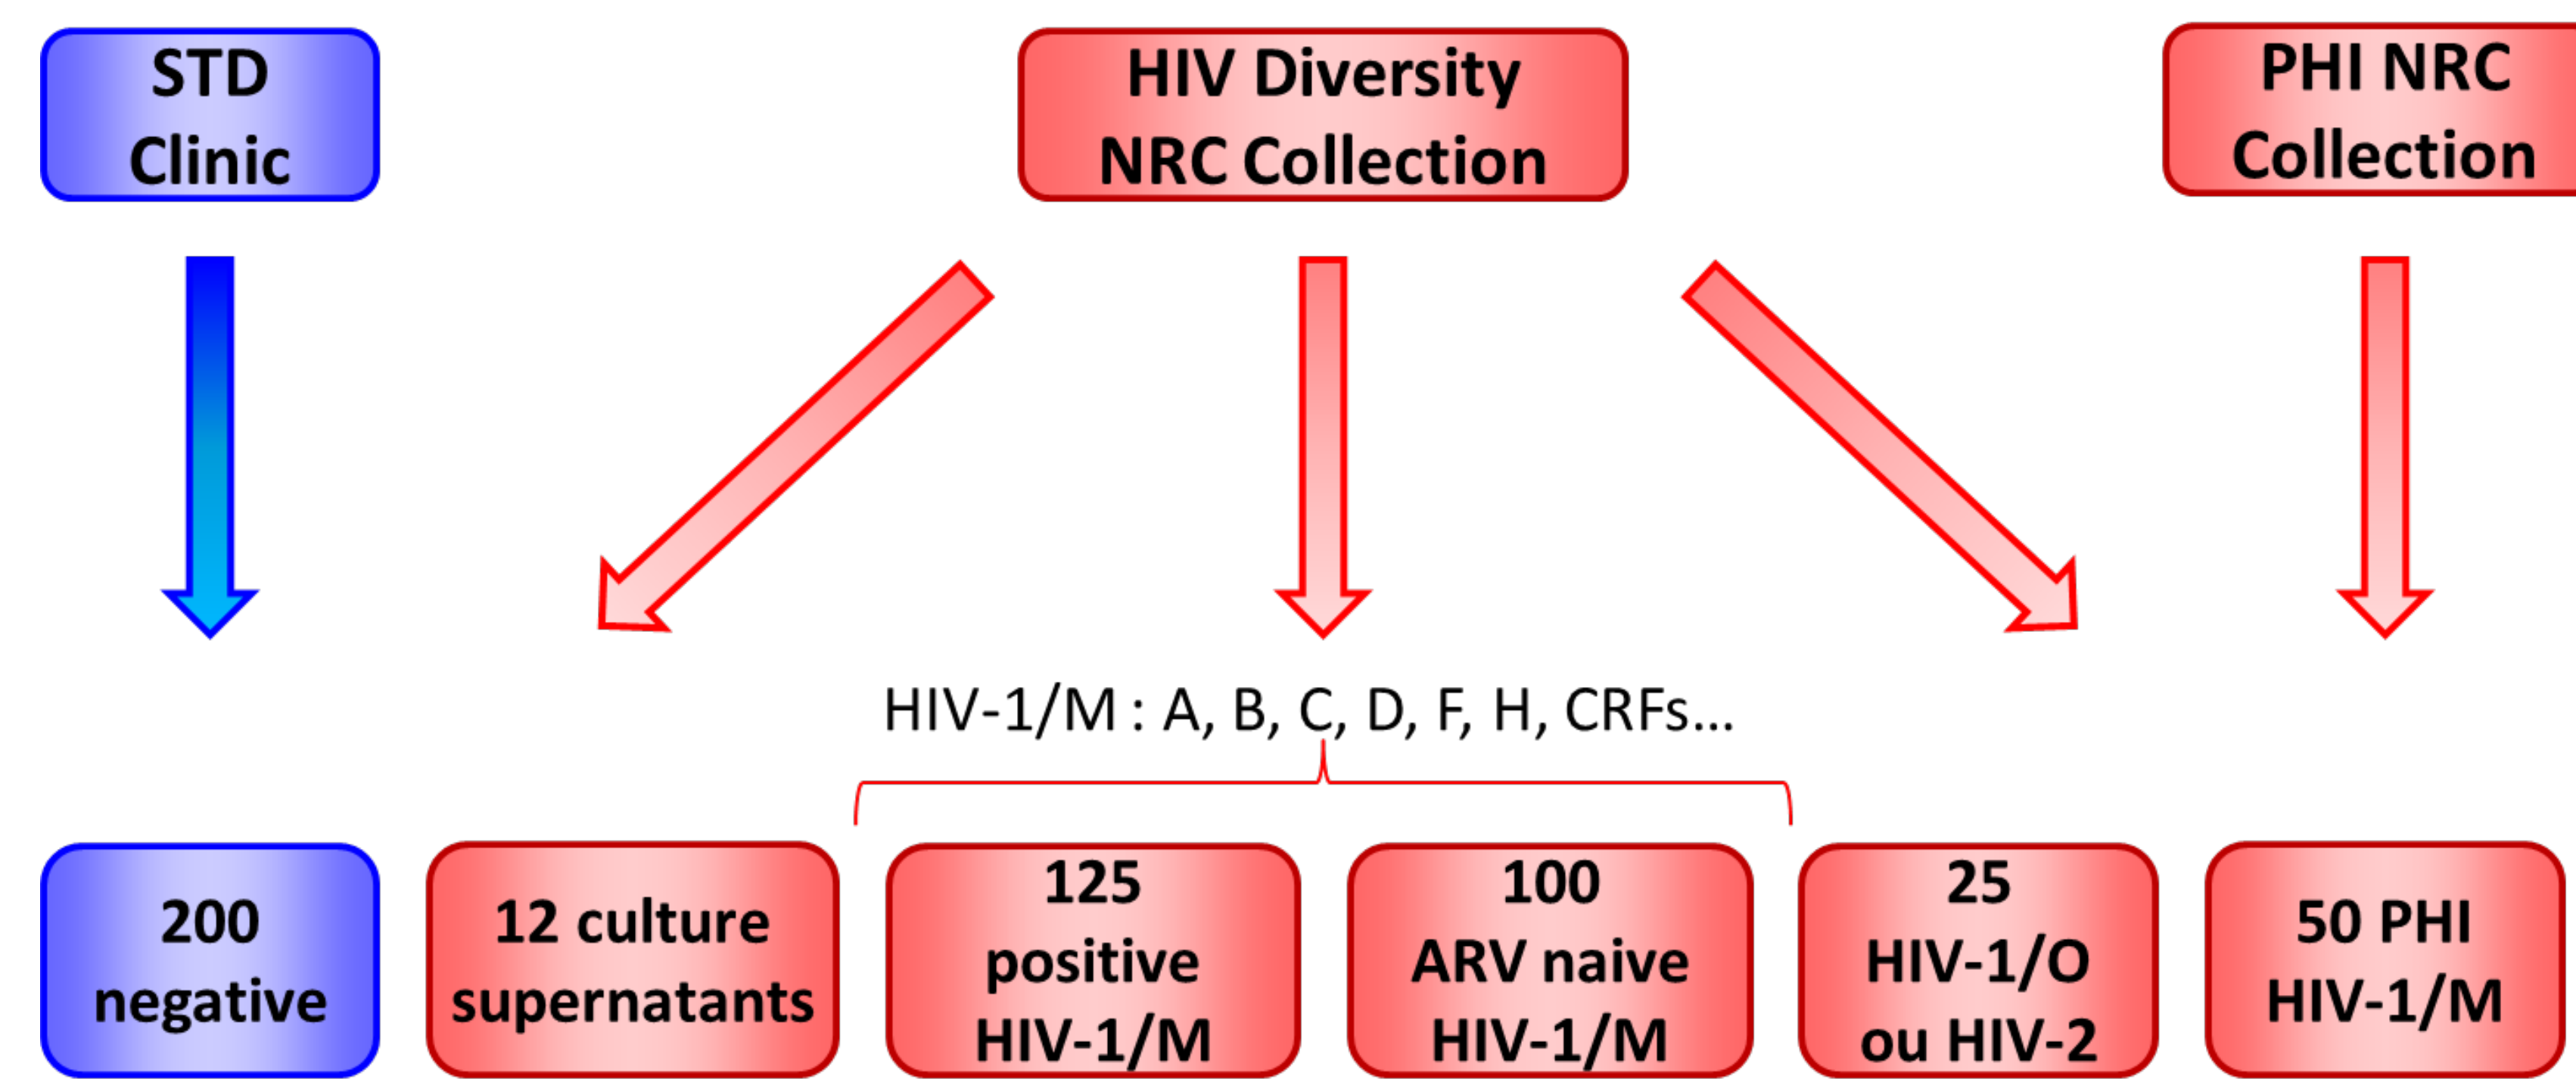 STD
Clinic
HIV Diversity
NRC Collection
PHI NRC
Collection
HIV-1/M : A, B, C, D, F, H, CRFs...
200
negative
12 culture
supernatants
125
positive
HIV-1/M
100
ARV naive
HIV-1/M
25
HIV-1/O
ou HIV-2
50 PHI
HIV-1/M